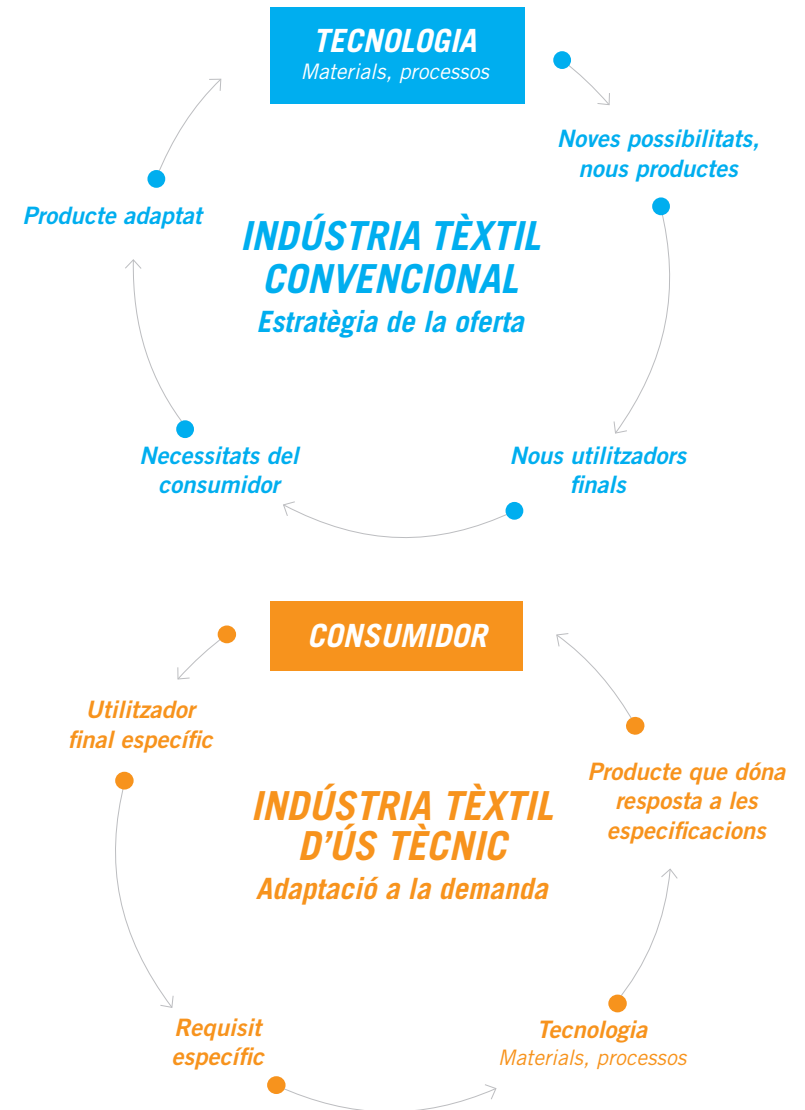 TECNOLOGIA
Materials, processos
Noves possibilitats,
nous productes
Producte adaptat
INDÚSTRIA TÈXTIL
CONVENCIONAL
Estratègia de la oferta
Necessitats del
consumidor
Nous utilitzadors
finals
CONSUMIDOR
Utilitzador
final específic
Producte que dóna
resposta a les
especificacions
INDÚSTRIA TÈXTIL
D'ÚS TÈCNIC
Adaptació a la demanda
Requisit
específic
Tecnologia
Materials, processos